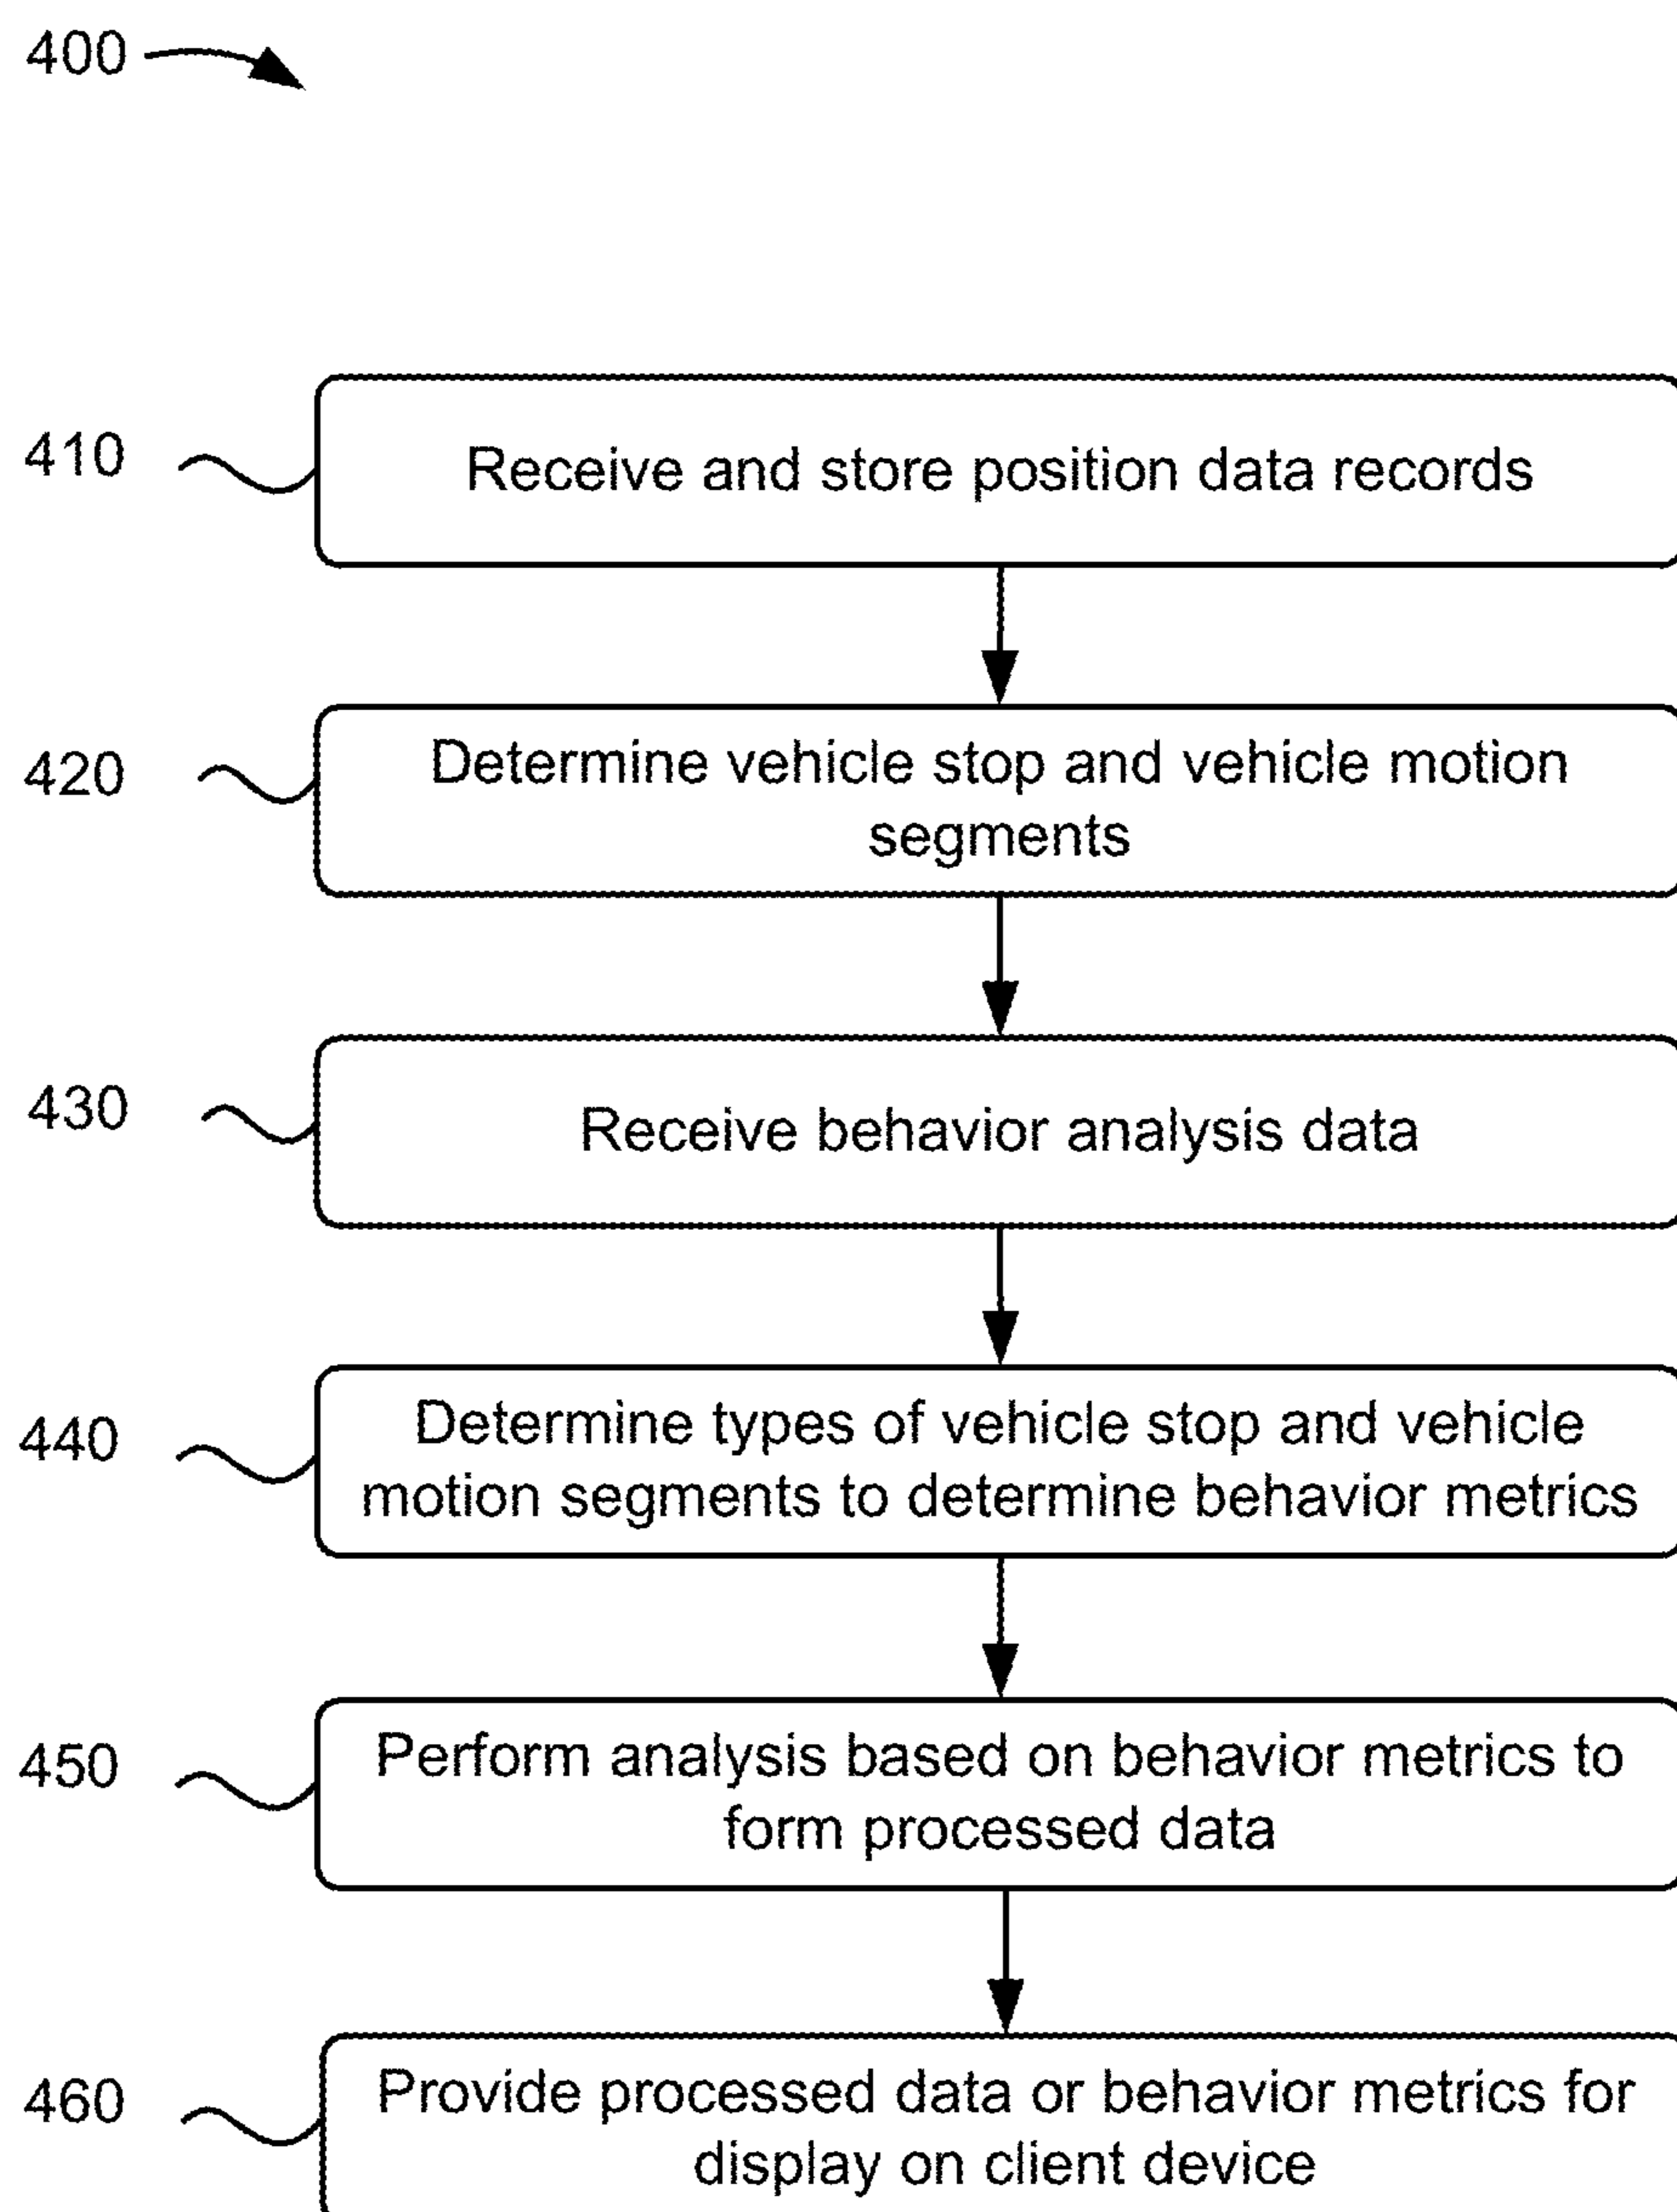 400
410
Receive and store position data records
420
Determine vehicle stop and vehicle motion
segments
430
Receive behavior analysis data
440
Determine types of vehicle stop and vehicle
motion segments to determine behavior metrics
450
Perform analysis based on behavior metrics to
form processed data
460
Provide processed data or behavior metrics for
display on client device